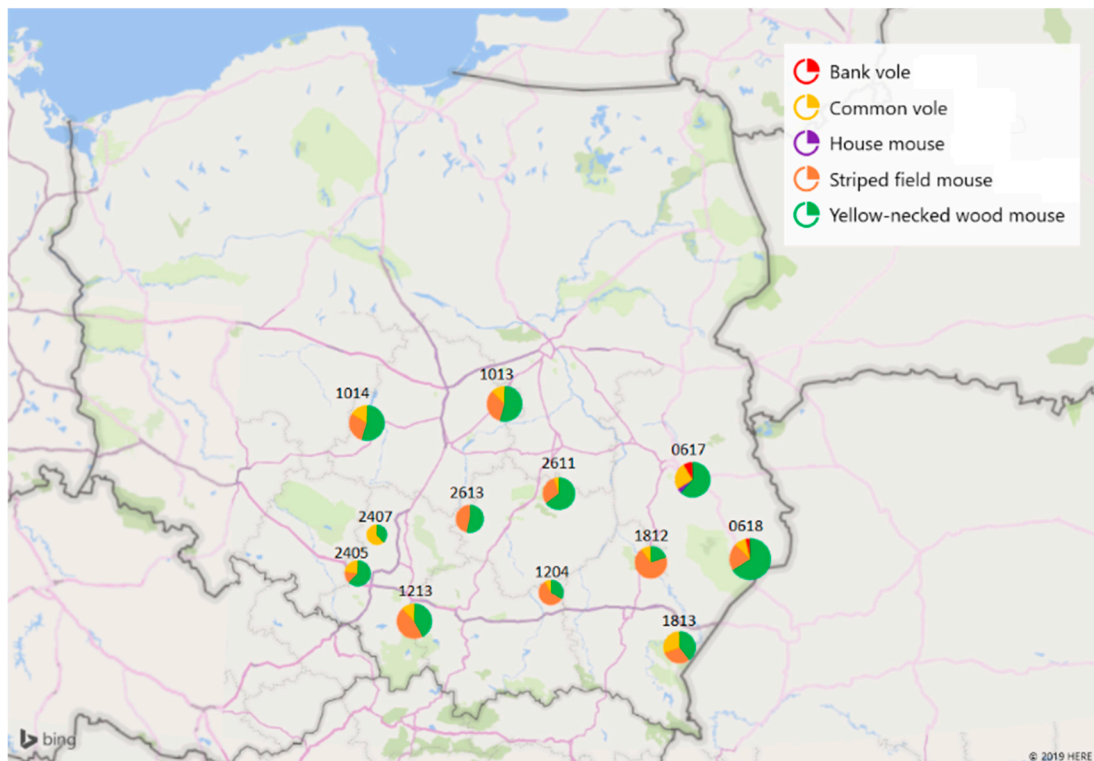 Bank vole
Common vole
House mouse
Striped field mouse
Yellow-necked wood mouse
1013
1014
0617
2611
2613
2407
0618
1812
2405
1204
1213
1813
bing
© 2019 HERE